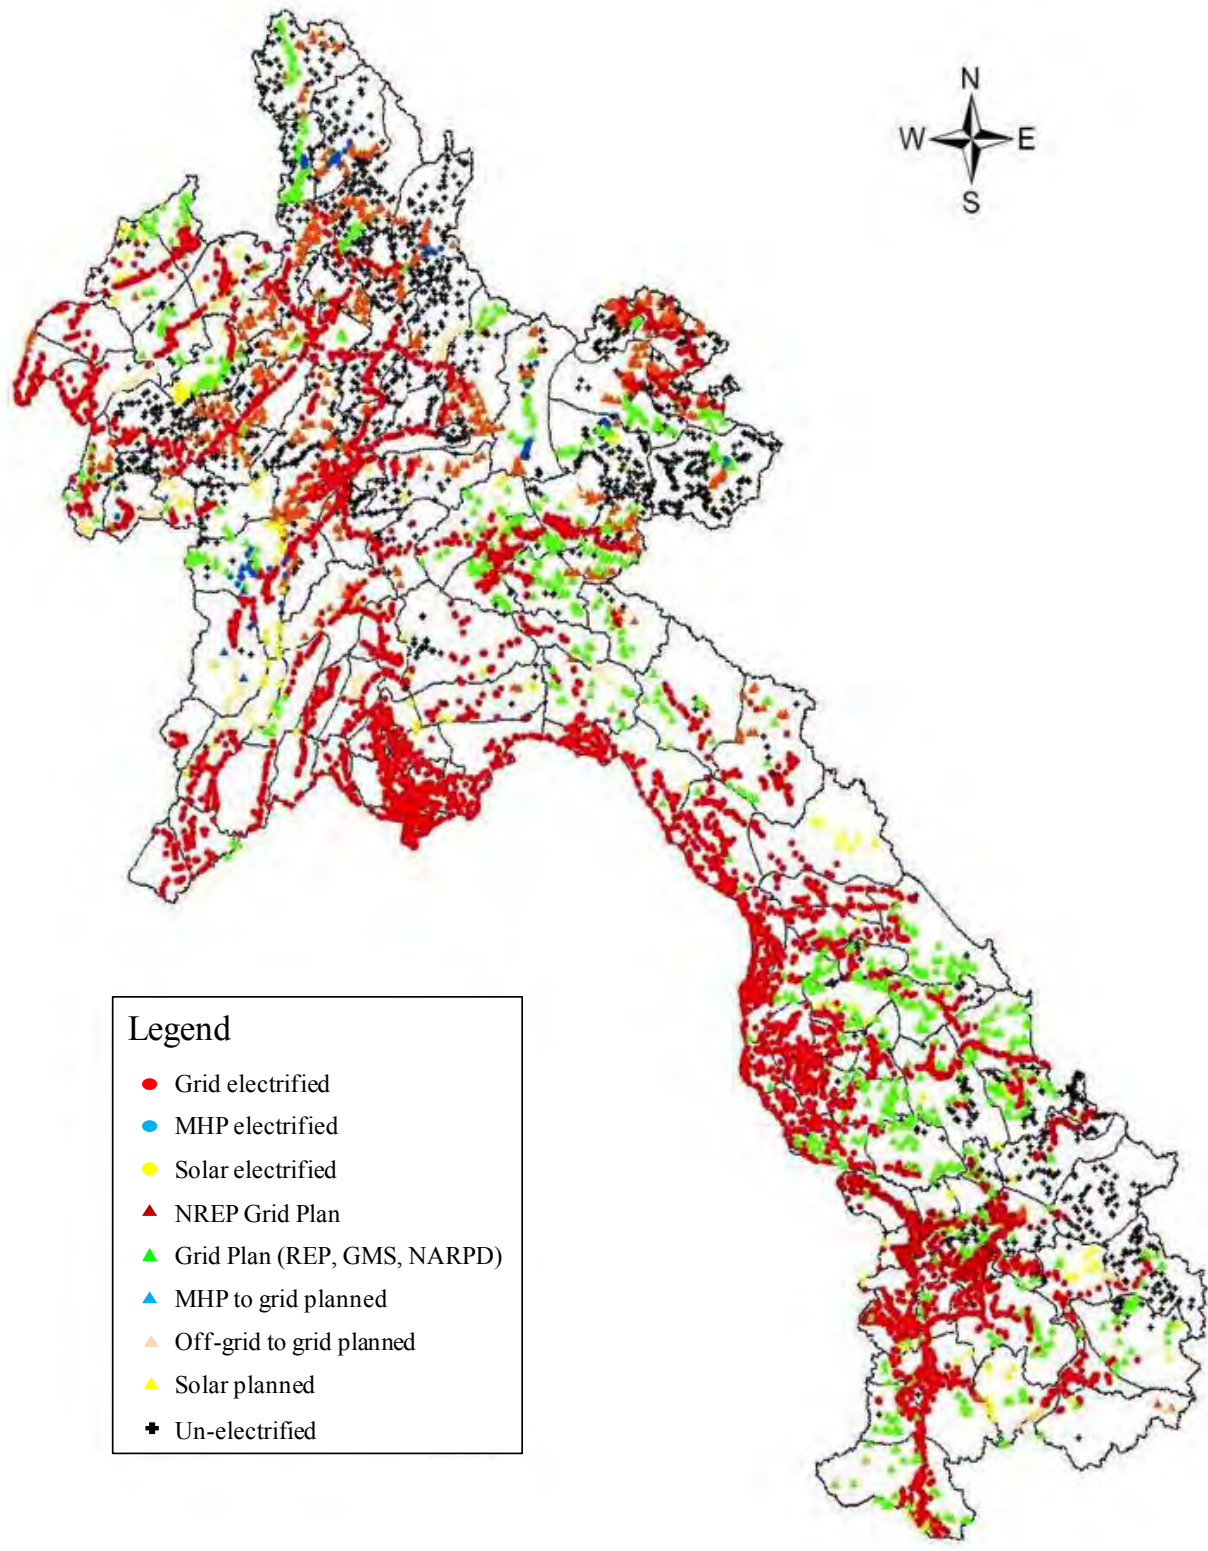 N
W E
S
Legend
Grid electrified
MHP electrified
Solar electrified
NREP Grid Plan
Grid Plan (REP, GMS, NARPD)
MHP to grid planned
Off-grid to grid planned
Solar planned
Un-electrified